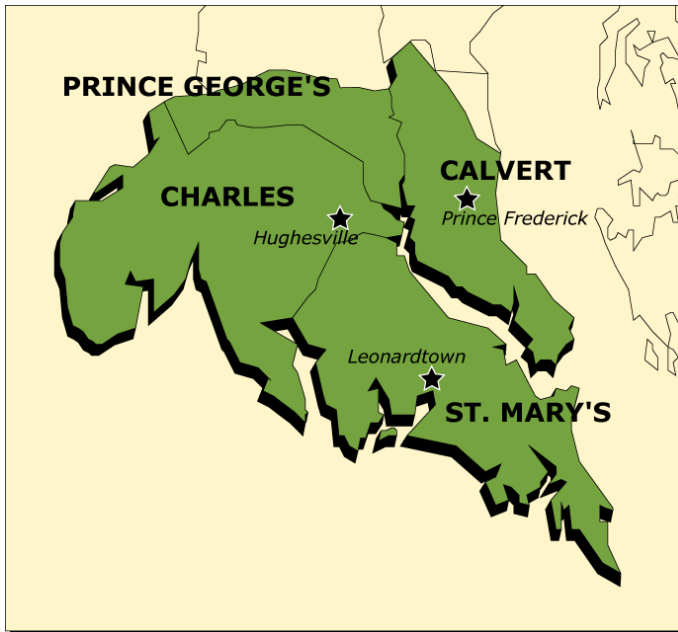 PRINCE GEORGE'S
CALVERT
CHARLES
Prince Frederick
Hughesville
Leonardtown
ST. MARY'S